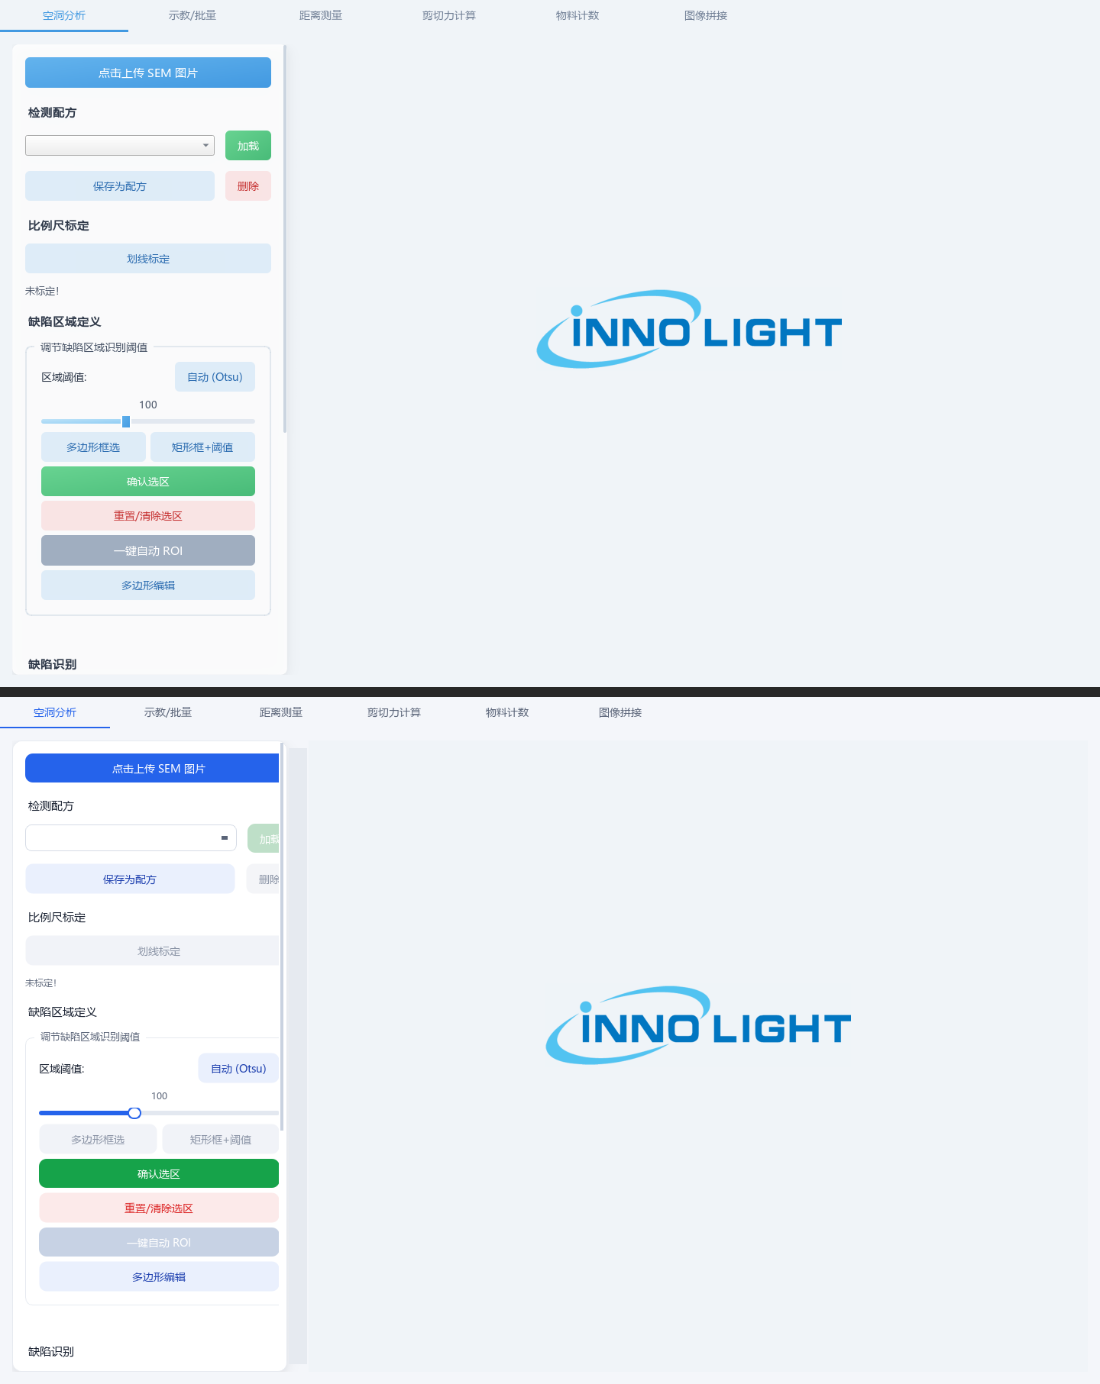 空洞分析 示教/批量 距离测量 剪切力计算 物料计数 图像拼接
点击上传 SEM 图片
检测配方
加载
保存为配方 删除
比例尺标定
划线标定
未标定!
缺陷区域定义
调节缺陷区域识别阈值
区域阈值: 自动 (Otsu)
100
多边形框选 矩形框+阈值
确认选区
重置/清除选区
一键自动 ROI
多边形编辑
缺陷识别
INNO LIGHT
空洞分析 示教/批量 距离测量 剪切力计算 物料计数 图像拼接
点击上传 SEM 图片
检测配方
加载
保存为配方 删除
比例尺标定
划线标定
未标定!
缺陷区域定义
调节缺陷区域识别阈值
区域阈值: 自动 (Otsu)
100
多边形框选 矩形框+阈值
确认选区
重置/清除选区
一键自动 ROI
多边形编辑
缺陷识别
INNO LIGHT